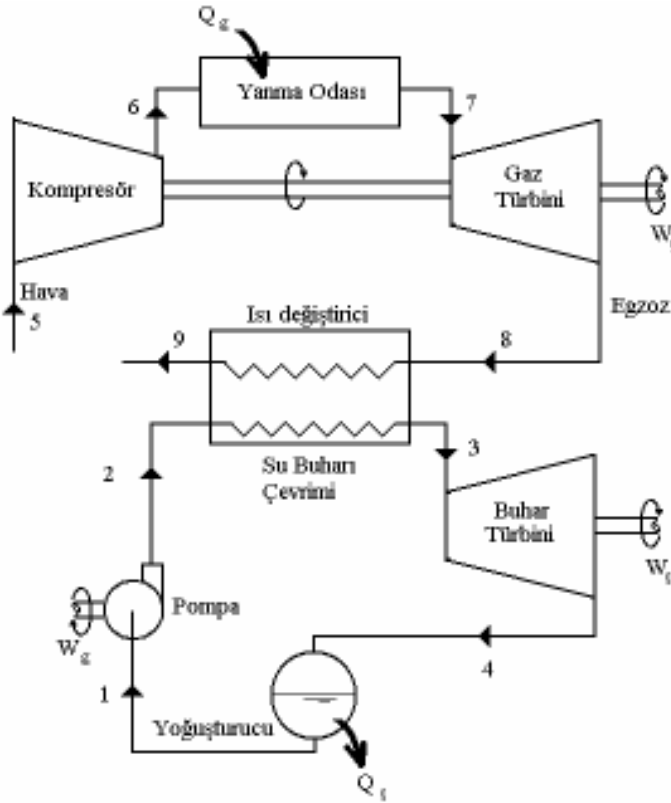 Q g
Yanma Odası
6
7
Kompresör
Gaz
Türbini
W
Hava
5
Egzoz
Isı değiştirici
9
8
2
3
Su Buharı
Çevrimi
Buhar
Türbini
W ç
Pompa
W g
4
1
Yoğuşturucu
Q ç